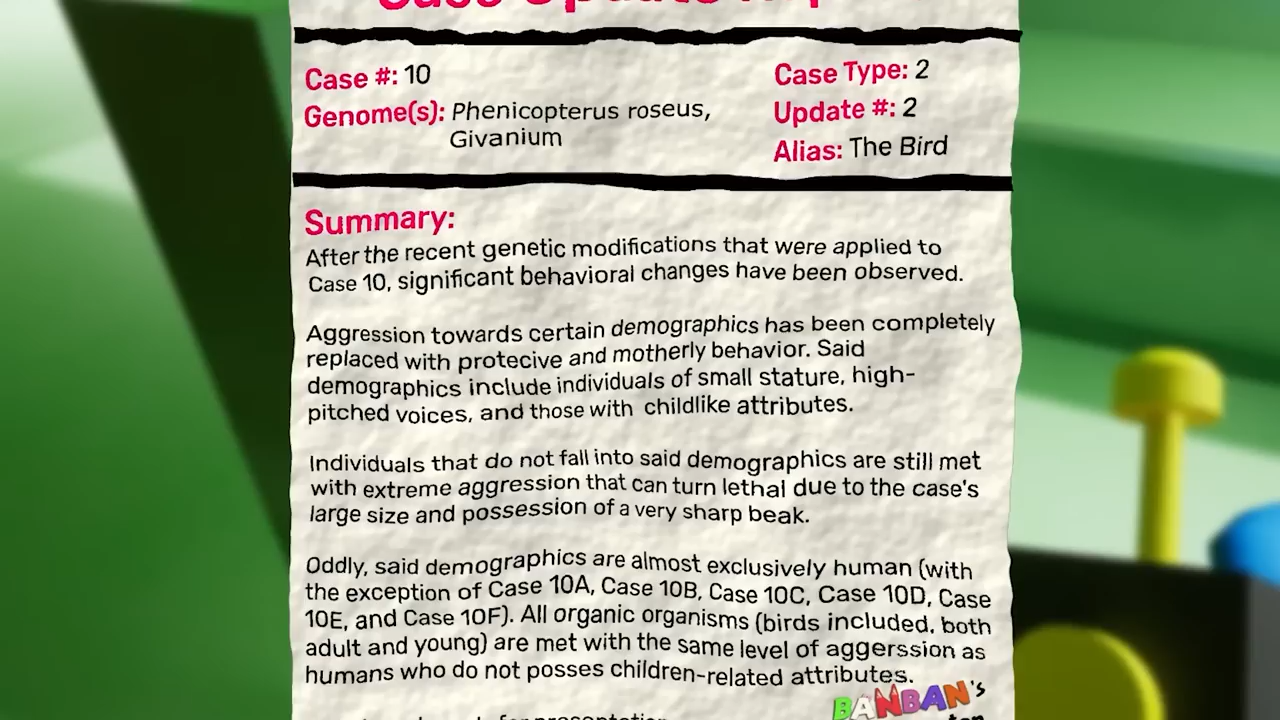 Case Update
Case #: 10
Case Type: 2
Genome(s): Phenicopterus roseus,
Givanium
Update #: 2
Alias: The Bird
Summary:
After the recent genetic modifications that were applied to
Case 10, significant behavioral changes have been observed.
Aggression towards certain demographics has been completely
replaced with protecive and motherly behavior. Said
demographics include individuals of small stature, high-
pitched voices, and those with childlike attributes.
Individuals that do not fall into said demographics are still met
with extreme aggression that can turn lethal due to the case's
large size and possession of a very sharp beak.
Oddly, said demographics are almost exclusively human (with
the exception of Case 10A, Case 10B, Case 10C, Case 10D, Case
10E, and Case 10F). All organic organisms (birds included, both
adult and young) are met with the same level of aggerssion as
humans who do not posses children-related attributes.
BANBAN's
for presentation